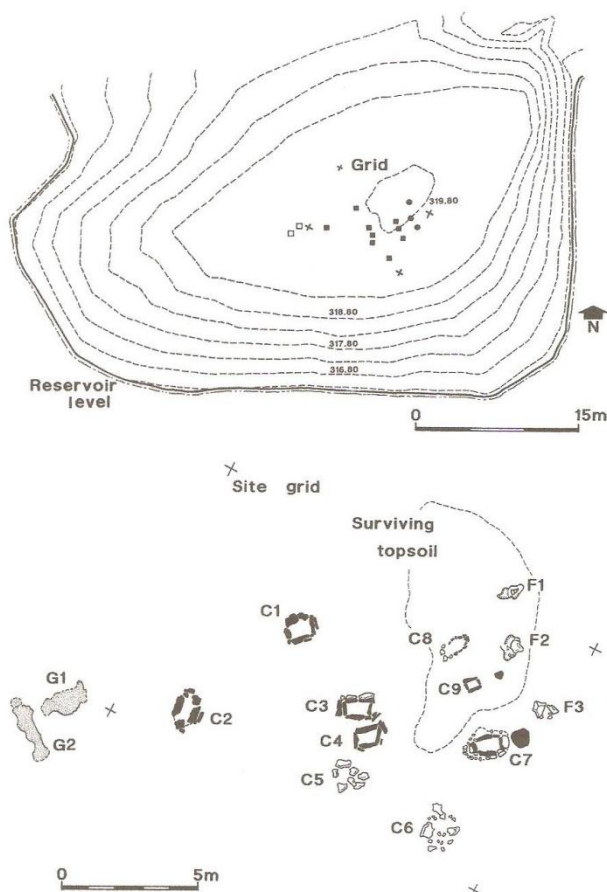 Grid
319.80
318.80
317.80
316.80
N
Reservoir
level
0 15m
Site grid
Surviving
topsoil
F1
C1
C8
F2
G1
C9
C3
F3
G2
C2
C4
C7
C5
C6
0 5m